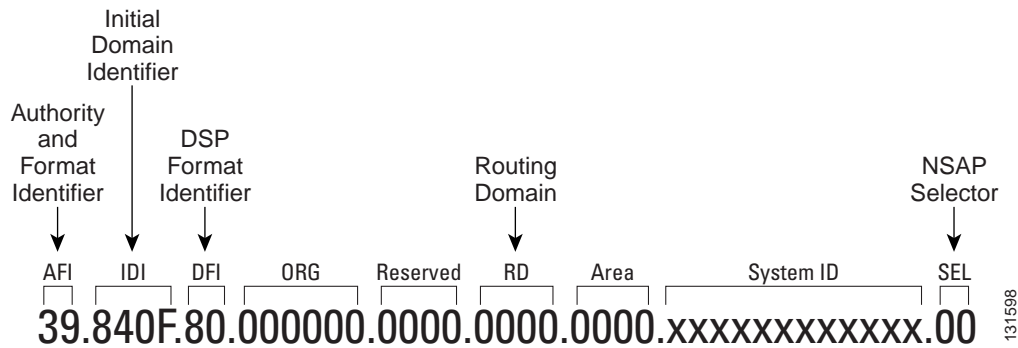 Initial
Domain
Identifier
Authority
and
Format
Identifier
DSP
Format
Identifier
Routing
Domain
NSAP
Selector
AFI IDI DFI ORG Reserved RD Area System ID SEL
39.840F.80.000000.0000.0000.0000.xxxxxxxxxxxx.00
131598